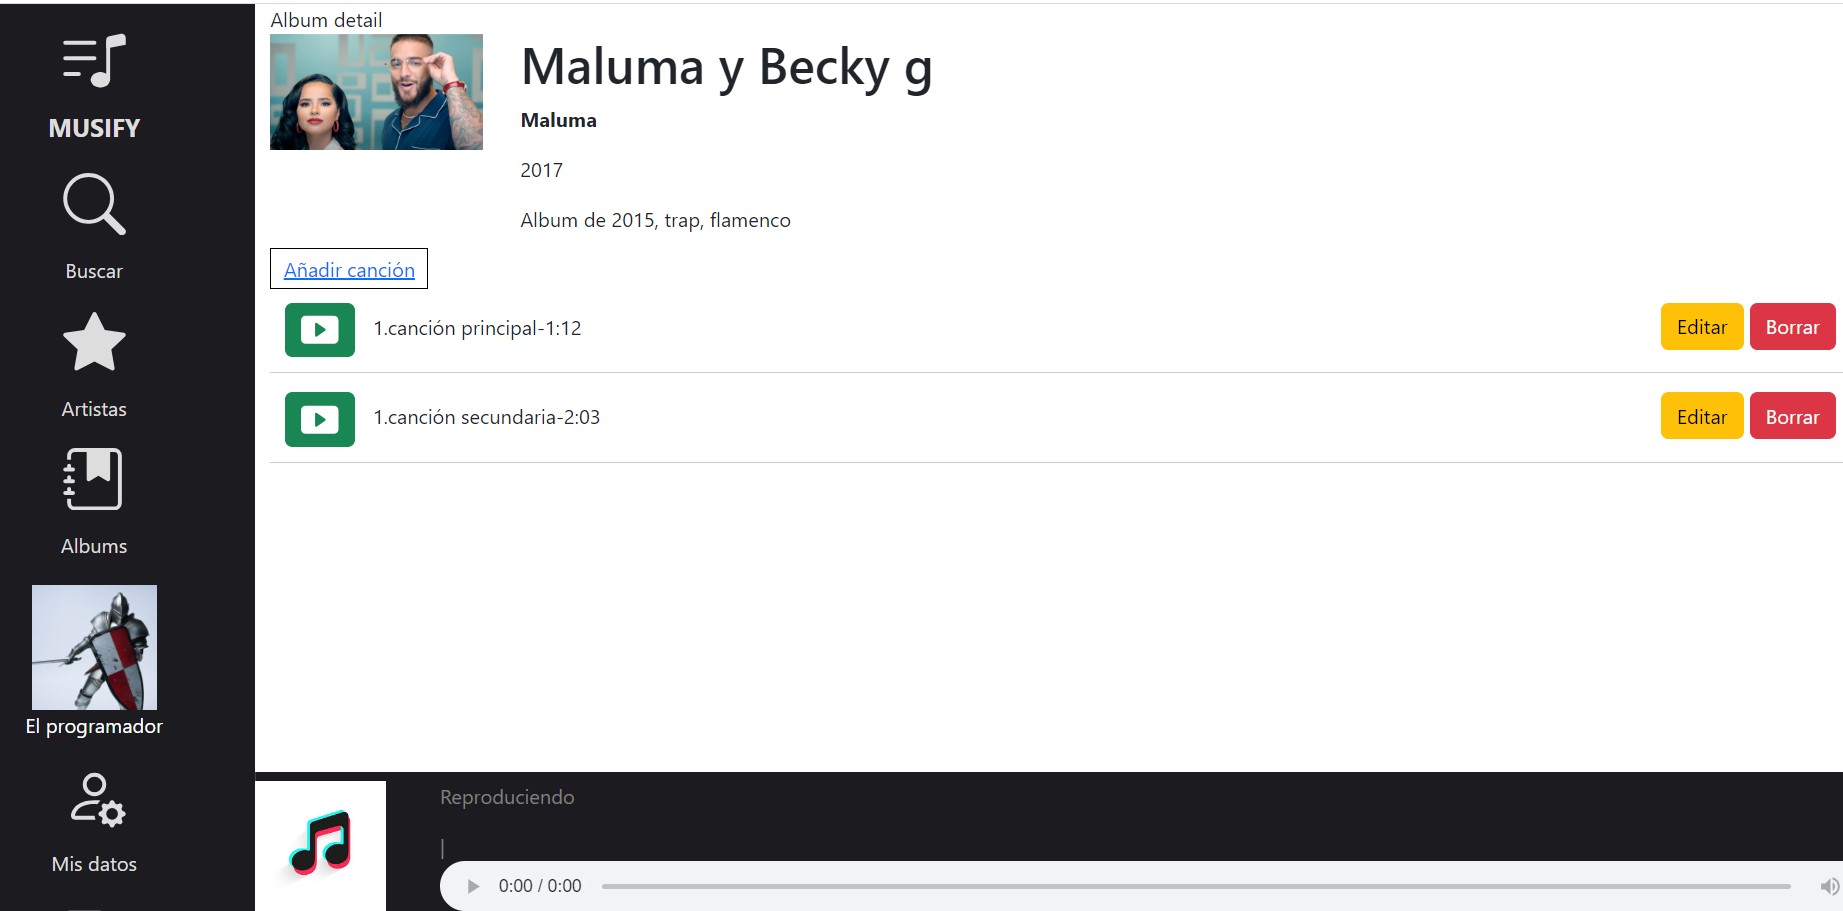 Album detail
MUSIFY
Buscar
Artistas
Albums
El programador
Mis datos
Maluma y Becky g
Maluma
2017
Album de 2015, trap, flamenco
Añadir canción
1.canción principal-1:12
Editar Borrar
1.canción secundaria-2:03
Editar Borrar
Reproduciendo
|
0:00 / 0:00